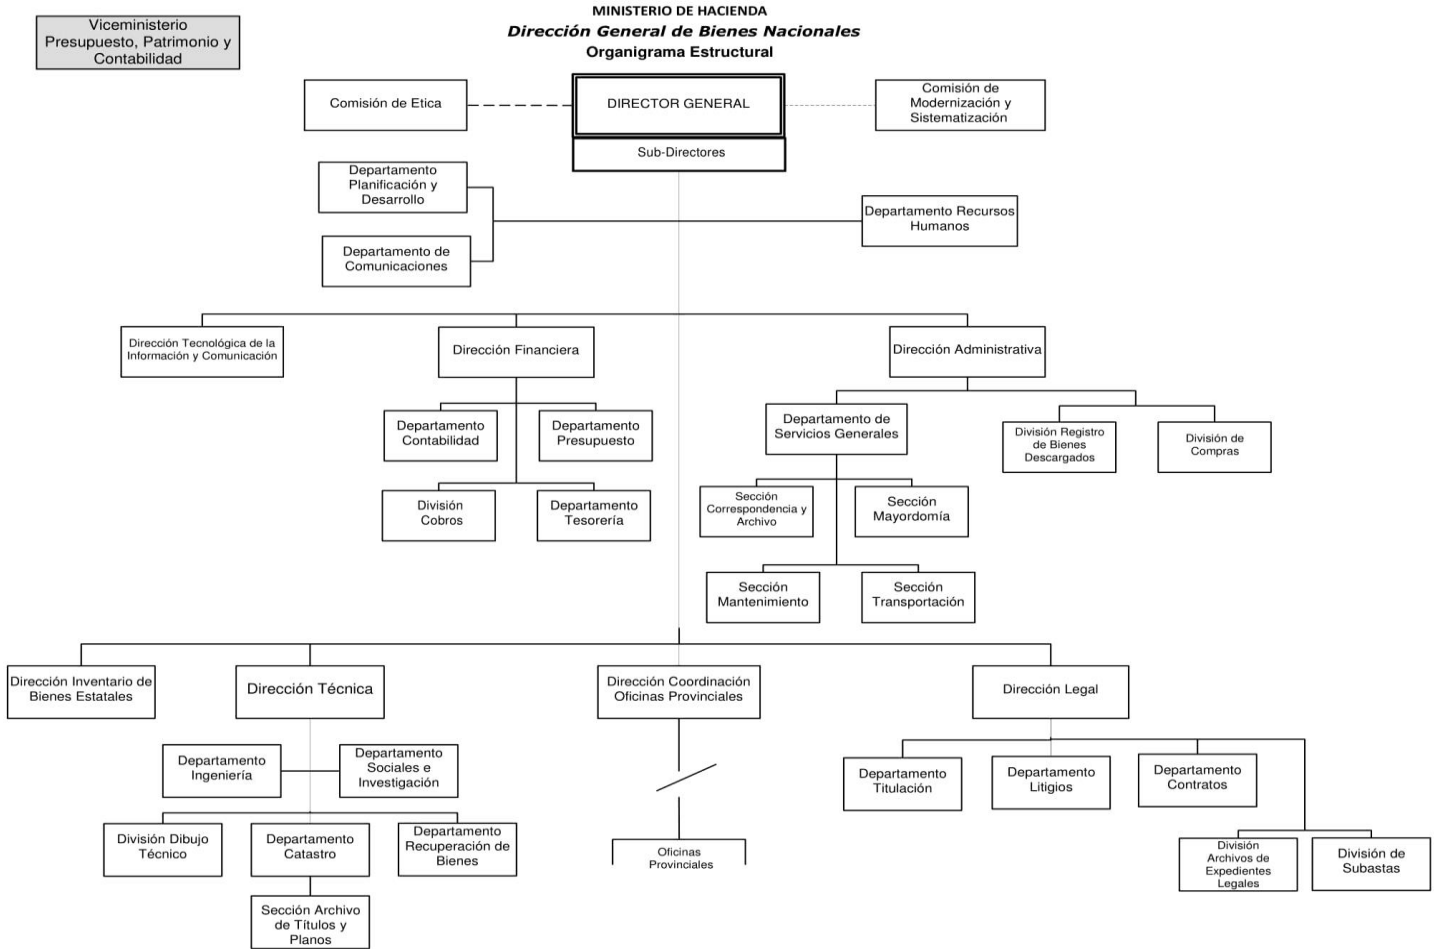 MINISTERIO DE HACIENDA
Dirección General de Bienes Nacionales
Organigrama Estructural
Viceministerio
Presupuesto, Patrimonio y
Contabilidad
Comisión de Etica
DIRECTOR GENERAL
Comisión de
Modernización y
Sistematización
Sub-Directores
Departamento
Planificación y
Desarrollo
Departamento Recursos
Humanos
Departamento de
Comunicaciones
Dirección Tecnológica de la
Información y Comunicación
Dirección Financiera
Dirección Administrativa
Departamento
Contabilidad
Departamento
Presupuesto
Departamento de
Servicios Generales
División Registro
de Bienes
Descargados
División de
Compras
División
Cobros
Departamento
Tesorería
Sección
Correspondencia y
Archivo
Sección
Mayordomía
Sección
Mantenimiento
Sección
Transportación
Dirección Inventario de
Bienes Estatales
Dirección Técnica
Dirección Coordinación
Oficinas Provinciales
Dirección Legal
Departamento
Ingeniería
Departamento
Sociales e
Investigación
Departamento
Titulación
Departamento
Litigios
Departamento
Contratos
División Dibujo
Técnico
Departamento
Catastro
Departamento
Recuperación de
Bienes
Oficinas
Provinciales
División
Archivos de
Expedientes
Legales
División de
Subastas
Sección Archivo
de Títulos y
Planos